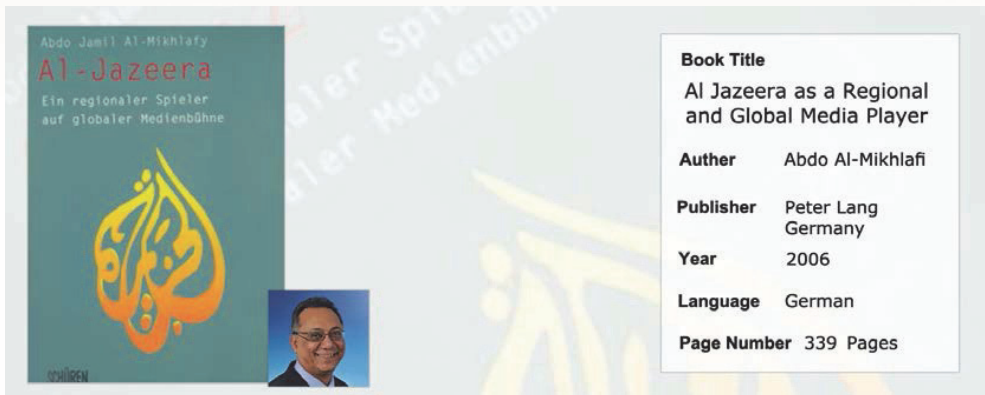 Abdo Jamil Al-Mikhlafy
Al-Jazeera
Ein regionaler Spieler
auf globaler Medienbühne
الجزيرة
SCHÜREN
Book Title
Al Jazeera as a Regional
and Global Media Player
Auther Abdo Al-Mikhlafi
Publisher Peter Lang
Germany
Year 2006
Language German
Page Number 339 Pages